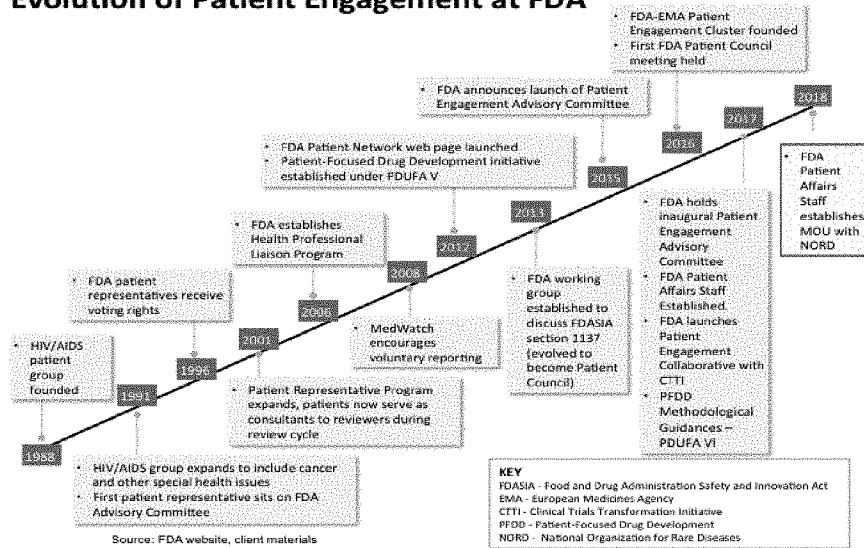 Evolution of Patient Engagement at FDA
• FDA-EMA Patient
Engagement Cluster founded
• First FDA Patient Council
meeting held
• FDA announces launch of Patient
Engagement Advisory Committee
2018
2017
2016
• FDA Patient Network web page launched
• Patient-Focused Drug Development Initiative
established under PDUFA V
2015
• FDA
Patient
Affairs
Staff
establishes
MOU with
NORD
• FDA holds
inaugural Patient
Engagement
Advisory
Committee
• FDA Patient
Affairs Staff
Established.
• FDA launches
Patient
Engagement
Collaborative with
CTTI
• PFDD
Methodological
Guidances –
PDUFA VI
• FDA establishes
Health Professional
Liaison Program
2013
2012
• FDA patient
representatives receive
voting rights
2008
• FDA working
group
established to
discuss FDASIA
section 1137
(evolved to
become Patient
Council)
2006
• MedWatch
encourages
voluntary reporting
• HIV/AIDS
patient
group
founded
2001
1996
1991
• Patient Representative Program
expands, patients now serve as
consultants to reviewers during
review cycle
1988
• HIV/AIDS group expands to include cancer
and other special health issues
• First patient representative sits on FDA
Advisory Committee
KEY
FDASIA - Food and Drug Administration Safety and Innovation Act
EMA - European Medicines Agency
CTTI - Clinical Trials Transformation Initiative
PFDD - Patient-Focused Drug Development
NORD - National Organization for Rare Diseases
Source: FDA website, client materials